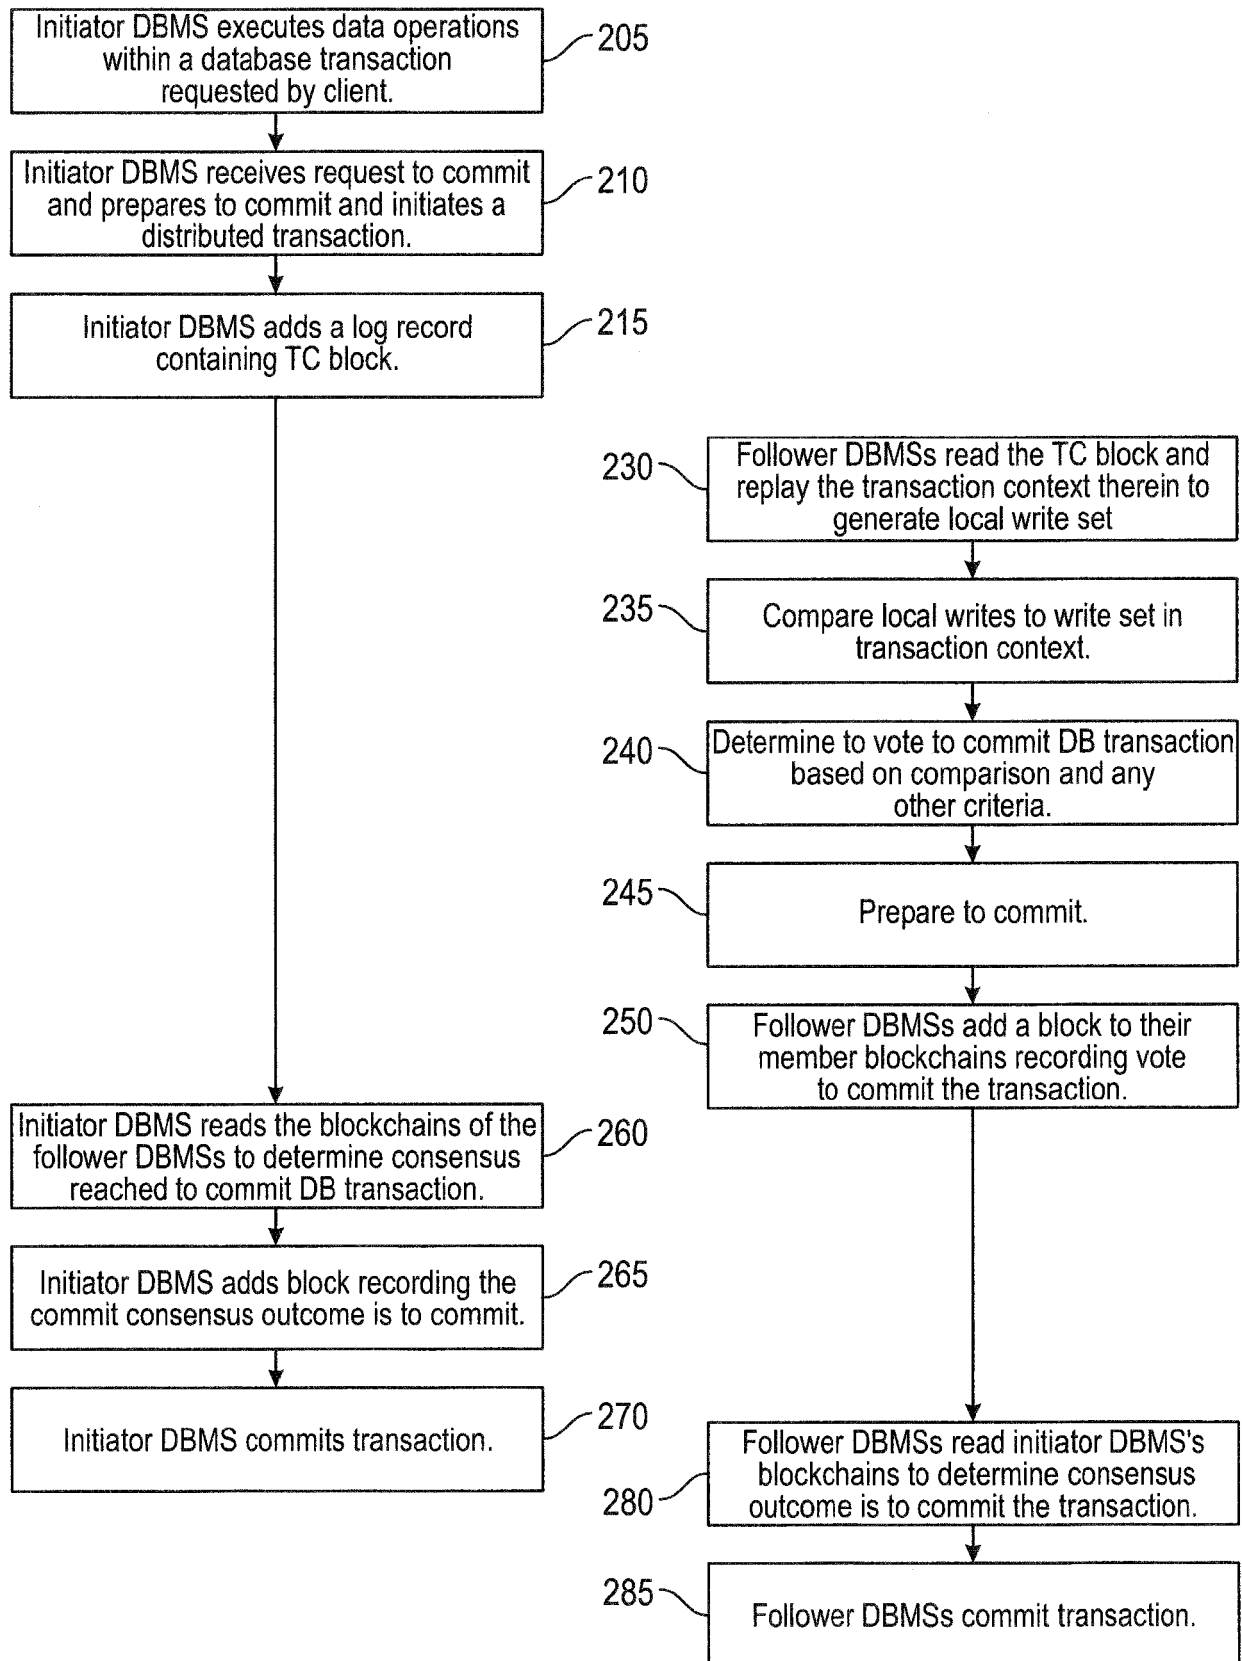 Initiator DBMS executes data operations
within a database transaction
requested by client.
205
Initiator DBMS receives request to commit
and prepares to commit and initiates a
distributed transaction.
210
Initiator DBMS adds a log record
containing TC block.
215
230
Follower DBMSs read the TC block and
replay the transaction context therein to
generate local write set
235
Compare local writes to write set in
transaction context.
240
Determine to vote to commit DB transaction
based on comparison and any
other criteria.
245
Prepare to commit.
250
Follower DBMSs add a block to their
member blockchains recording vote
to commit the transaction.
Initiator DBMS reads the blockchains of the
follower DBMSs to determine consensus
reached to commit DB transaction.
260
Initiator DBMS adds block recording the
commit consensus outcome is to commit.
265
Initiator DBMS commits transaction.
270
Follower DBMSs read initiator DBMS's
blockchains to determine consensus
outcome is to commit the transaction.
280
285
Follower DBMSs commit transaction.